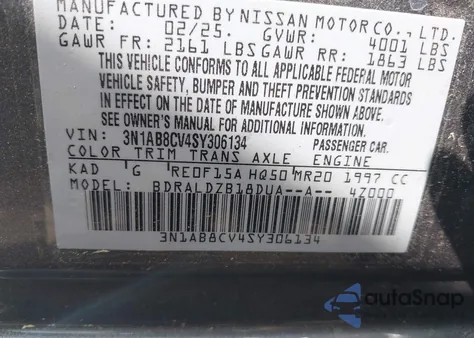 MANUFACTURED BY NISSAN MOTOR CO., LTD.
DATE: 02/25. GVWR: 4001 LBS
GAWR FR: 2161 LBS GAWR RR: 1863 LBS
THIS VEHICLE CONFORMS TO ALL APPLICABLE FEDERAL MOTOR
VEHICLE SAFETY, BUMPER AND THEFT PREVENTION STANDARDS
IN EFFECT ON THE DATE OF MANUFACTURE SHOWN ABOVE.
SEE OWNER'S MANUAL FOR ADDITIONAL INFORMATION.
VIN: 3N1AB8CV4SY306134 PASSENGER CAR.
COLOR TRIM TRANS AXLE ENGINE
KAD G RE0F15A HQ50 MR20 1997 CC
MODEL: BDRALDZB18DUA--A-- 4Z000
3N1AB8CV4SY306134
autoSnap